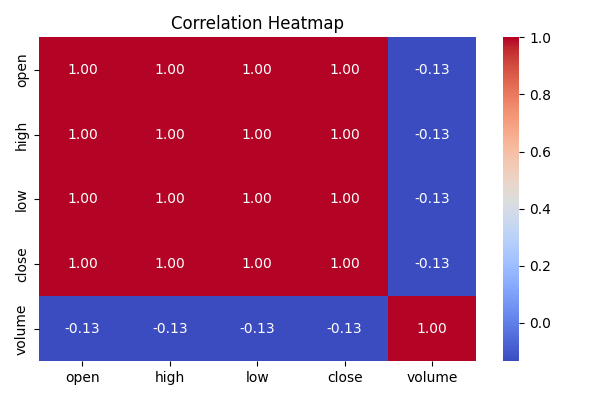 Correlation Heatmap
open 1.00 1.00 1.00 1.00 -0.13
high 1.00 1.00 1.00 1.00 -0.13
low 1.00 1.00 1.00 1.00 -0.13
close 1.00 1.00 1.00 1.00 -0.13
volume -0.13 -0.13 -0.13 -0.13 1.00
open high low close volume
1.0
0.8
0.6
0.4
0.2
0.0